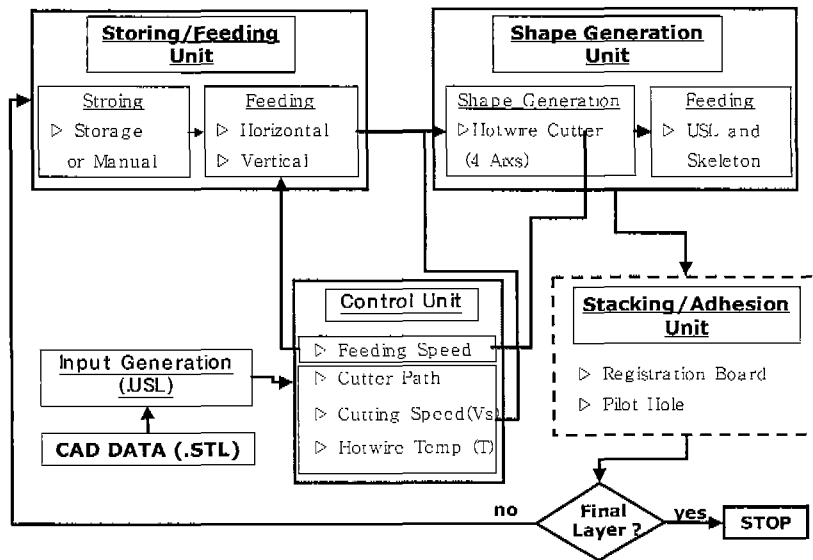 Storing/Feeding
Unit
Stroing
▷ Storage
or Manual
Feeding
▷ Horizontal
▷ Vertical
Shape Generation
Unit
Shape Generation
▷Hotwire Cutter
(4 Axis)
Feeding
▷ USL and
Skeleton
Control Unit
▷ Feeding Speed
▷ Cutter Path
▷ Cutting Speed(Vs)
▷ Hotwire Temp (T)
Input Generation
(.USL)
CAD DATA (.STL)
Stacking/Adhesion
Unit
▷ Registration Board
▷ Pilot Hole
no
Final
Layer ?
yes
STOP